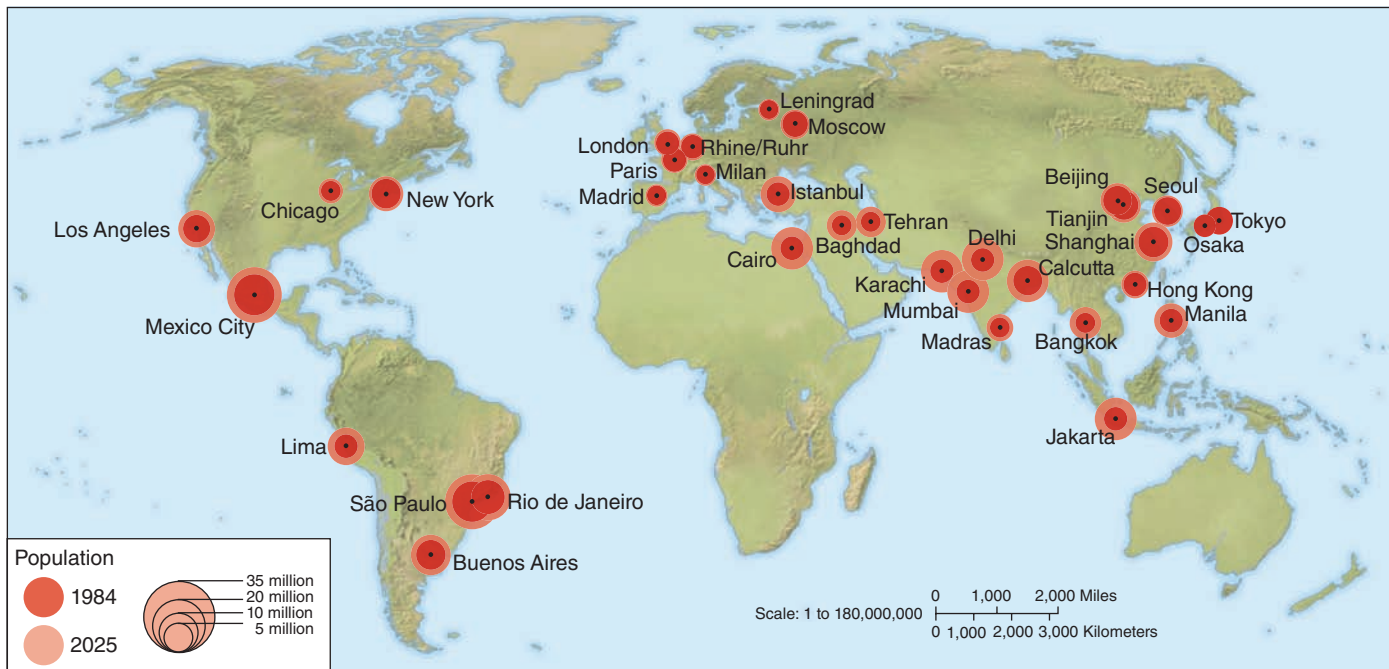 Leningrad
Moscow
London
Rhine/Ruhr
Paris
Milan
Madrid
Istanbul
Beijing
Seoul
Chicago
New York
Tianjin
Tokyo
Los Angeles
Tehran
Baghdad
Delhi
Shanghai
Osaka
Cairo
Calcutta
Karachi
Hong Kong
Mexico City
Mumbai
Manila
Madras
Bangkok
Jakarta
Lima
São Paulo
Rio de Janeiro
Buenos Aires
Population
1984
2025
35 million
20 million
10 million
5 million
Scale: 1 to 180,000,000
0 1,000 2,000 Miles
0 1,000 2,000 3,000 Kilometers